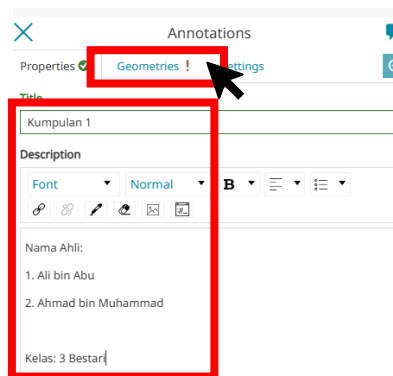 Annotations
Properties Geometries ! ettings
Title
Kumpulan 1
Description
Font Normal B
Nama Ahli:
1. Ali bin Abu
2. Ahmad bin Muhammad
Kelas: 3 Bestari